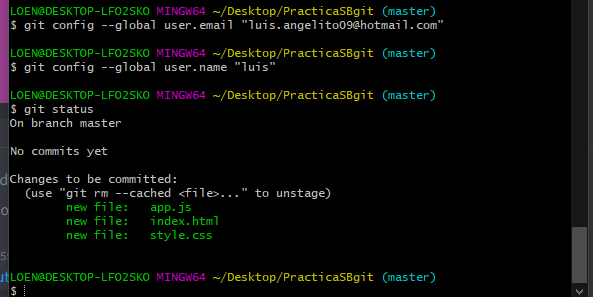 LOEN@DESKTOP-LFO2SKO MINGW64 ~/Desktop/PracticaSBgit (master)
$ git config --global user.email "luis.angelito09@hotmail.com"
LOEN@DESKTOP-LFO2SKO MINGW64 ~/Desktop/PracticaSBgit (master)
$ git config --global user.name "luis"
LOEN@DESKTOP-LFO2SKO MINGW64 ~/Desktop/PracticaSBgit (master)
$ git status
On branch master
No commits yet
Changes to be committed:
  (use "git rm --cached <file>..." to unstage)
        new file:   app.js
        new file:   index.html
        new file:   style.css
LOEN@DESKTOP-LFO2SKO MINGW64 ~/Desktop/PracticaSBgit (master)
$